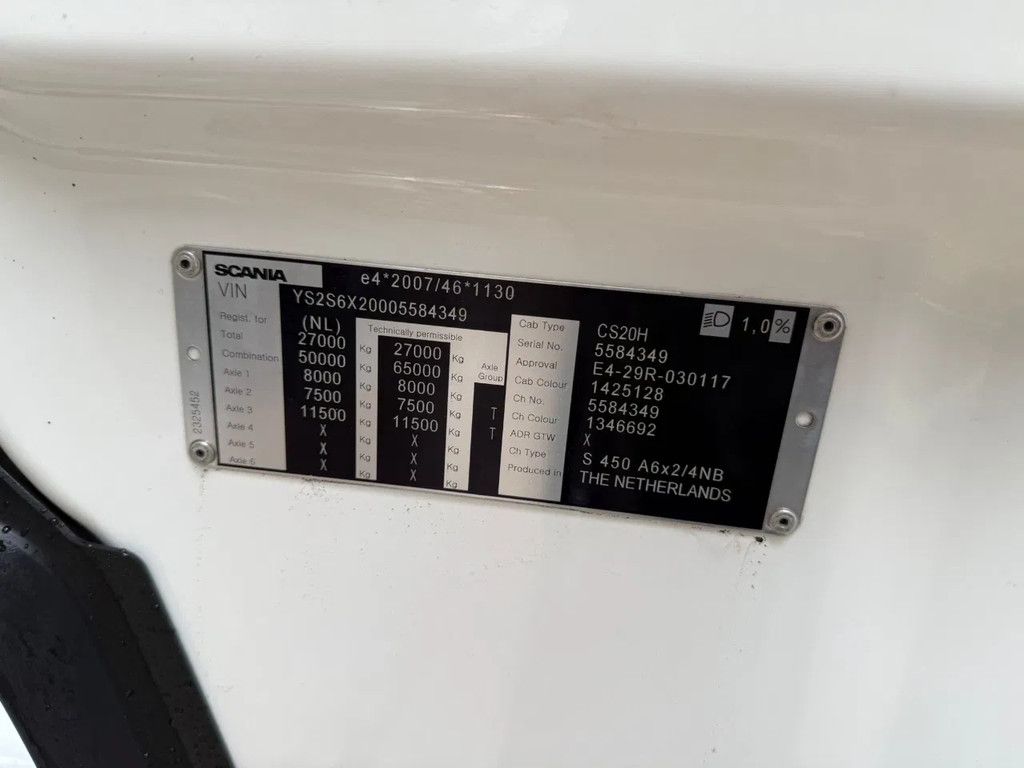 SCANIA
e4*2007/46*1130
VIN YS2S6X20005584349
Regist. for (NL) Technically permissible
Total 27000 Kg 27000 Kg
Combination 50000 Kg 65000 Kg
Axle 1 8000 Kg 8000 Kg
Axle 2 7500 Kg 7500 Kg T
Axle 3 11500 Kg 11500 Kg T
Axle 4 X Kg X Kg
Axle 5 X Kg X Kg
Axle 6 X Kg X Kg
Axle
Group
Cab Type CS20H
Serial No. 5584349
Approval E4-29R-030117
Cab Colour 1425128
Ch No. 5584349
Ch Colour 1346692
ADR GTW X
Ch Type S 450 A6x2/4NB
Produced in THE NETHERLANDS
1,0%
2325452